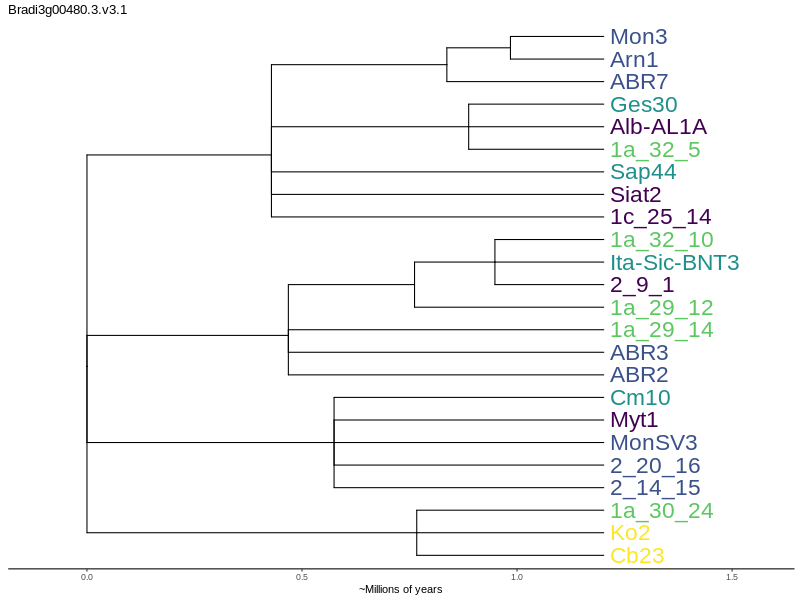 Bradi3g00480.3.v3.1
Mon3
Arn1
ABR7
Ges30
Alb-AL1A
1a_32_5
Sap44
Siat2
1c_25_14
1a_32_10
Ita-Sic-BNT3
2_9_1
1a_29_12
1a_29_14
ABR3
ABR2
Cm10
Myt1
MonSV3
2_20_16
2_14_15
1a_30_24
Ko2
Cb23
0.0 0.5 1.0 1.5
~Millions of years